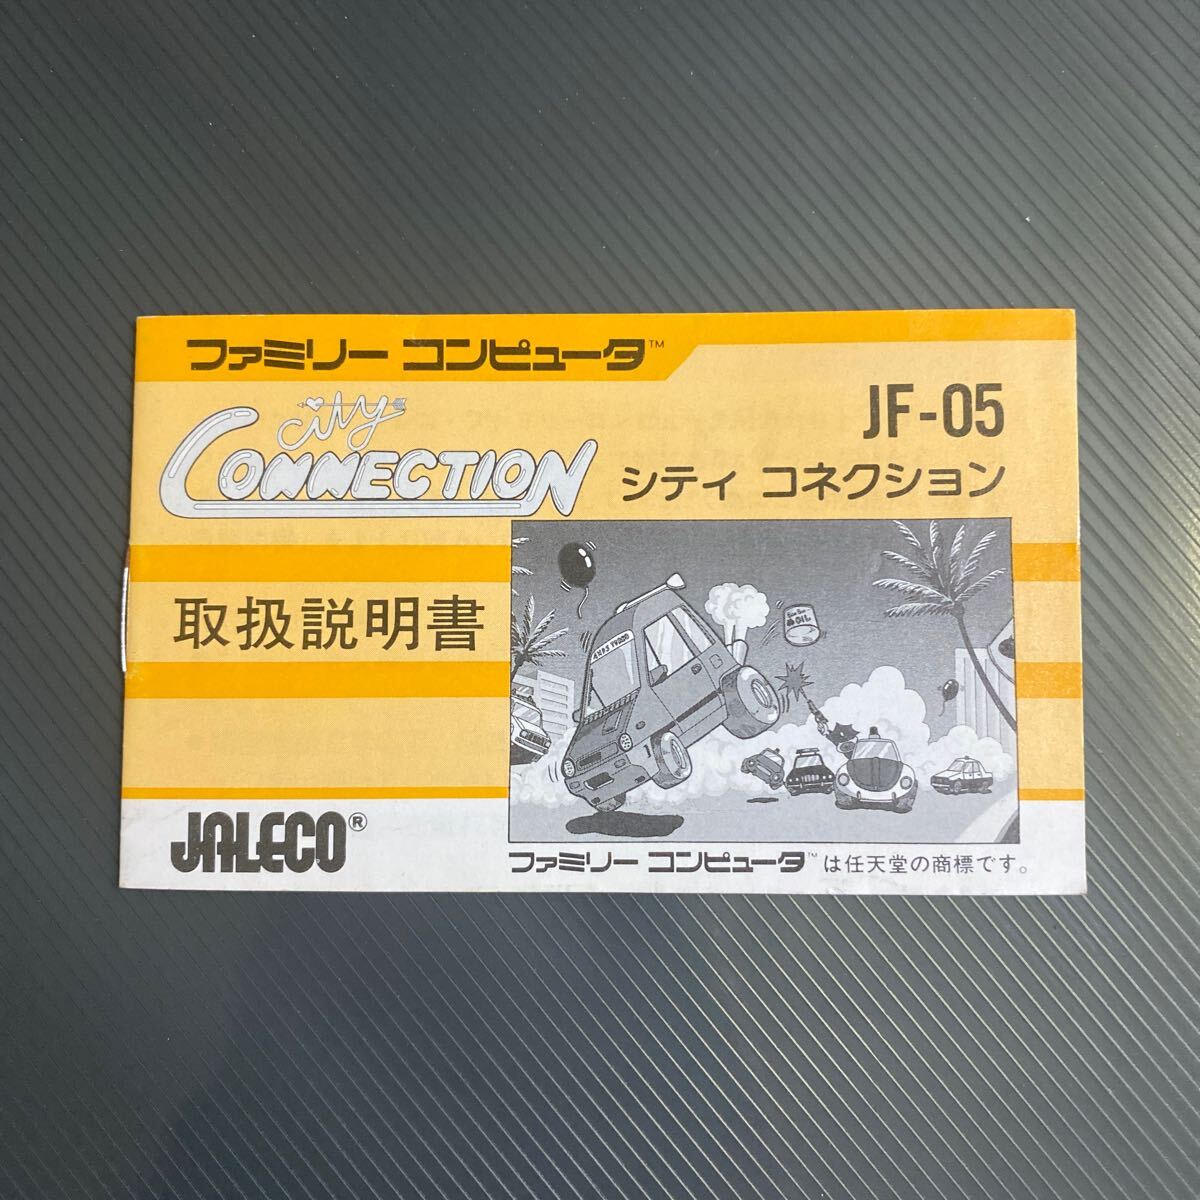 ファミリー コンピュータ™
JF-05
city
CONNECTION
シティ コネクション
取扱説明書
OIL
JALECO®
ファミリー コンピュータ™は任天堂の商標です。